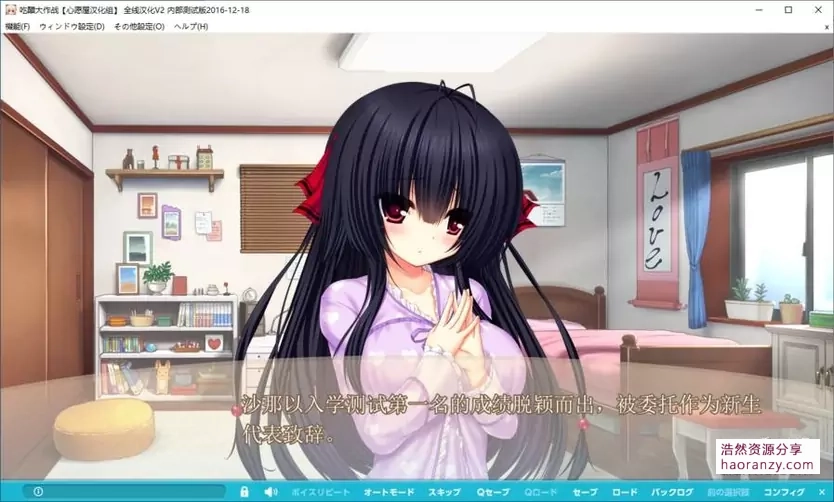 吃醋大作战【心愿屋汉化组】 全线汉化V2 内部测试版2016-12-18
機能(F) ウィンドウ設定(D) その他設定(O) ヘルプ(H)
Love
沙那以入学测试第一名的成绩脱颖而出，被委托作为新生
代表致辞。
浩然资源分享
haoranzy.com
ボイスリピート オートモード スキップ Qセーブ Qロード セーブ ロード バックログ 前の選択肢 コンフィグ